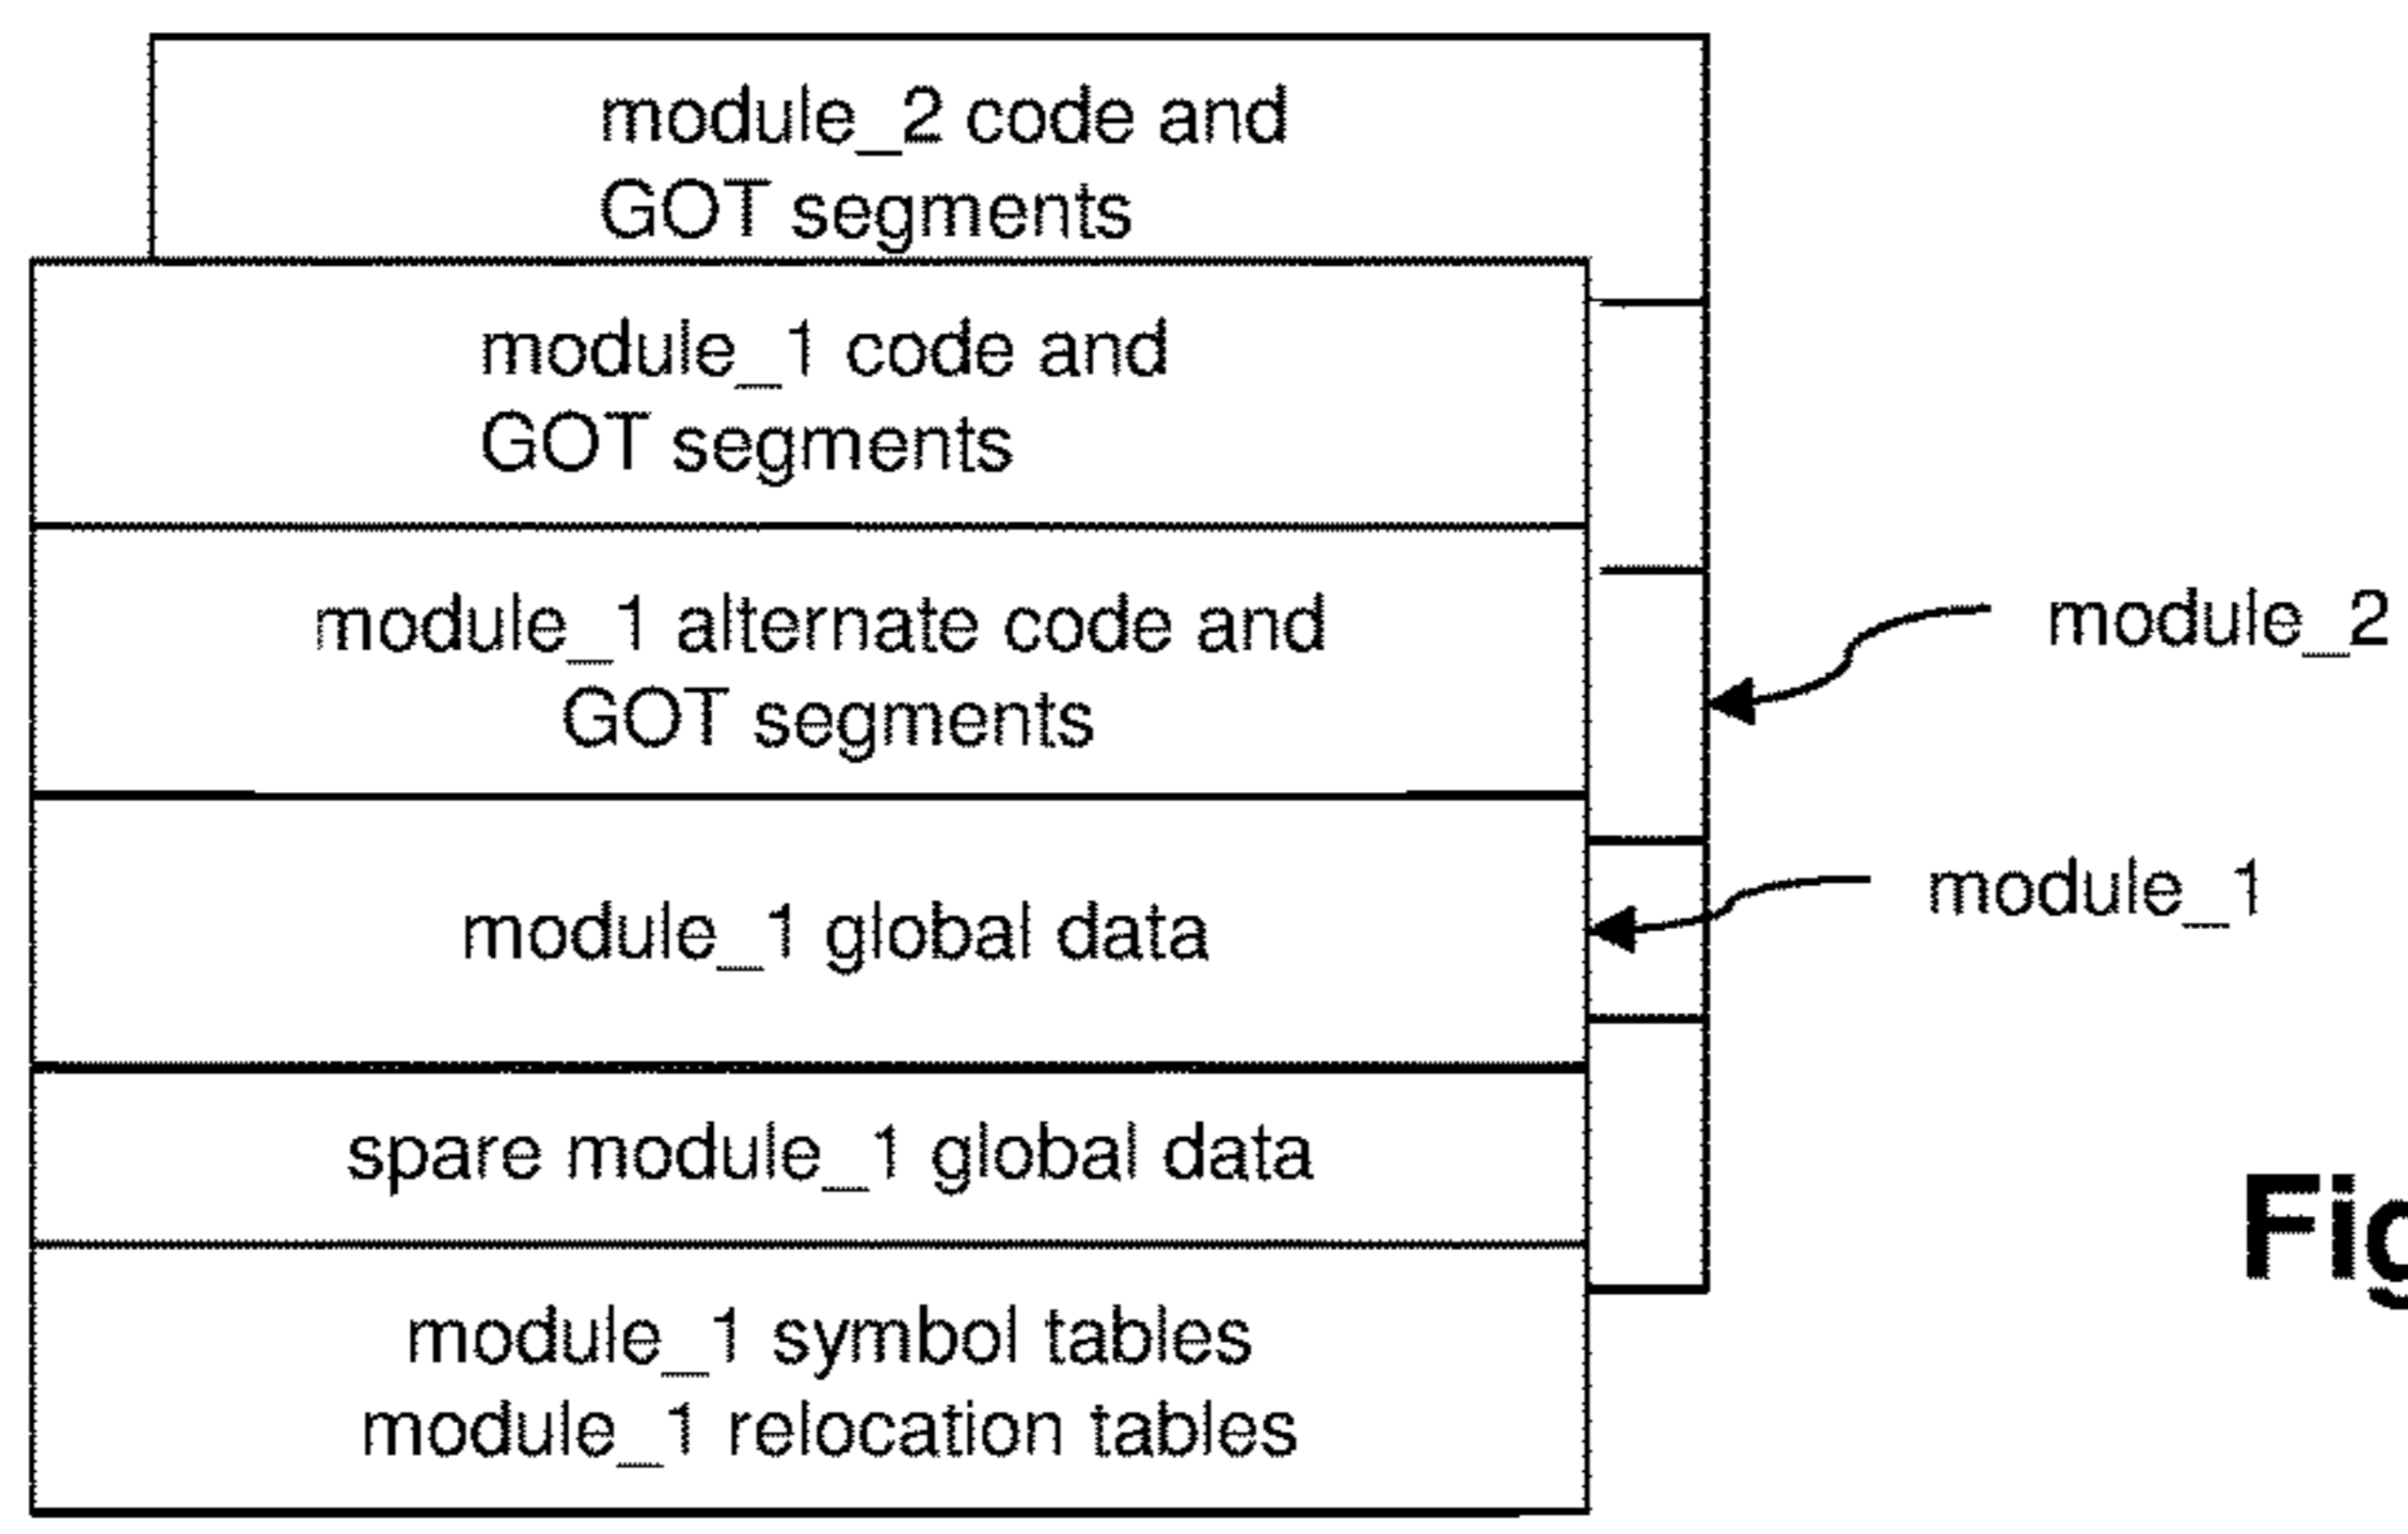 module_2 code and
GOT segments
module_1 code and
GOT segments
module_1 alternate code and
GOT segments
module_2
module_1 global data
module_1
spare module_1 global data
module_1 symbol tables
module_1 relocation tables